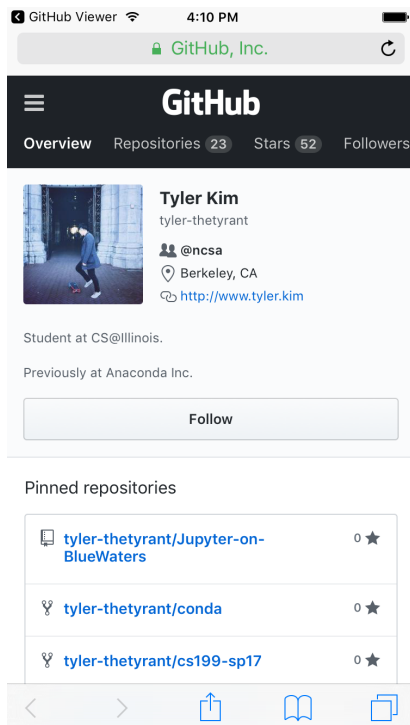 GitHub Viewer 4:10 PM
GitHub, Inc.
GitHub
Overview Repositories 23 Stars 52 Followers
Tyler Kim
tyler-thetyrant
@ncsa
Berkeley, CA
http://www.tyler.kim
Student at CS@Illinois.
Previously at Anaconda Inc.
Follow
Pinned repositories
tyler-thetyrant/Jupyter-on-
BlueWaters 0
tyler-thetyrant/conda 0
tyler-thetyrant/cs199-sp17 0